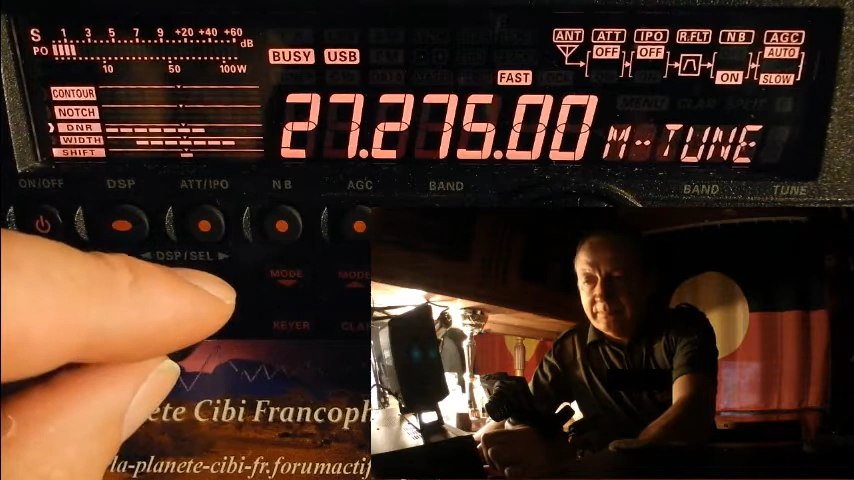 S 1 3 5 7 9 +20 +40 +60 dB
PO
10 50 100W
BUSY USB
FAST
ANT ATT IPO R.FLT NB AGC
OFF OFF AUTO
ON SLOW
CONTOUR
NOTCH
DNR
WIDTH
SHIFT
27.275.00 M-TUNE
ON/OFF DSP ATT/IPO NB AGC BAND BAND TUNE
◄DSP/SEL►
MODE MODE
KEYER CLAR
ete Cibi Francoph
la-planete-cibi-fr.forumactif